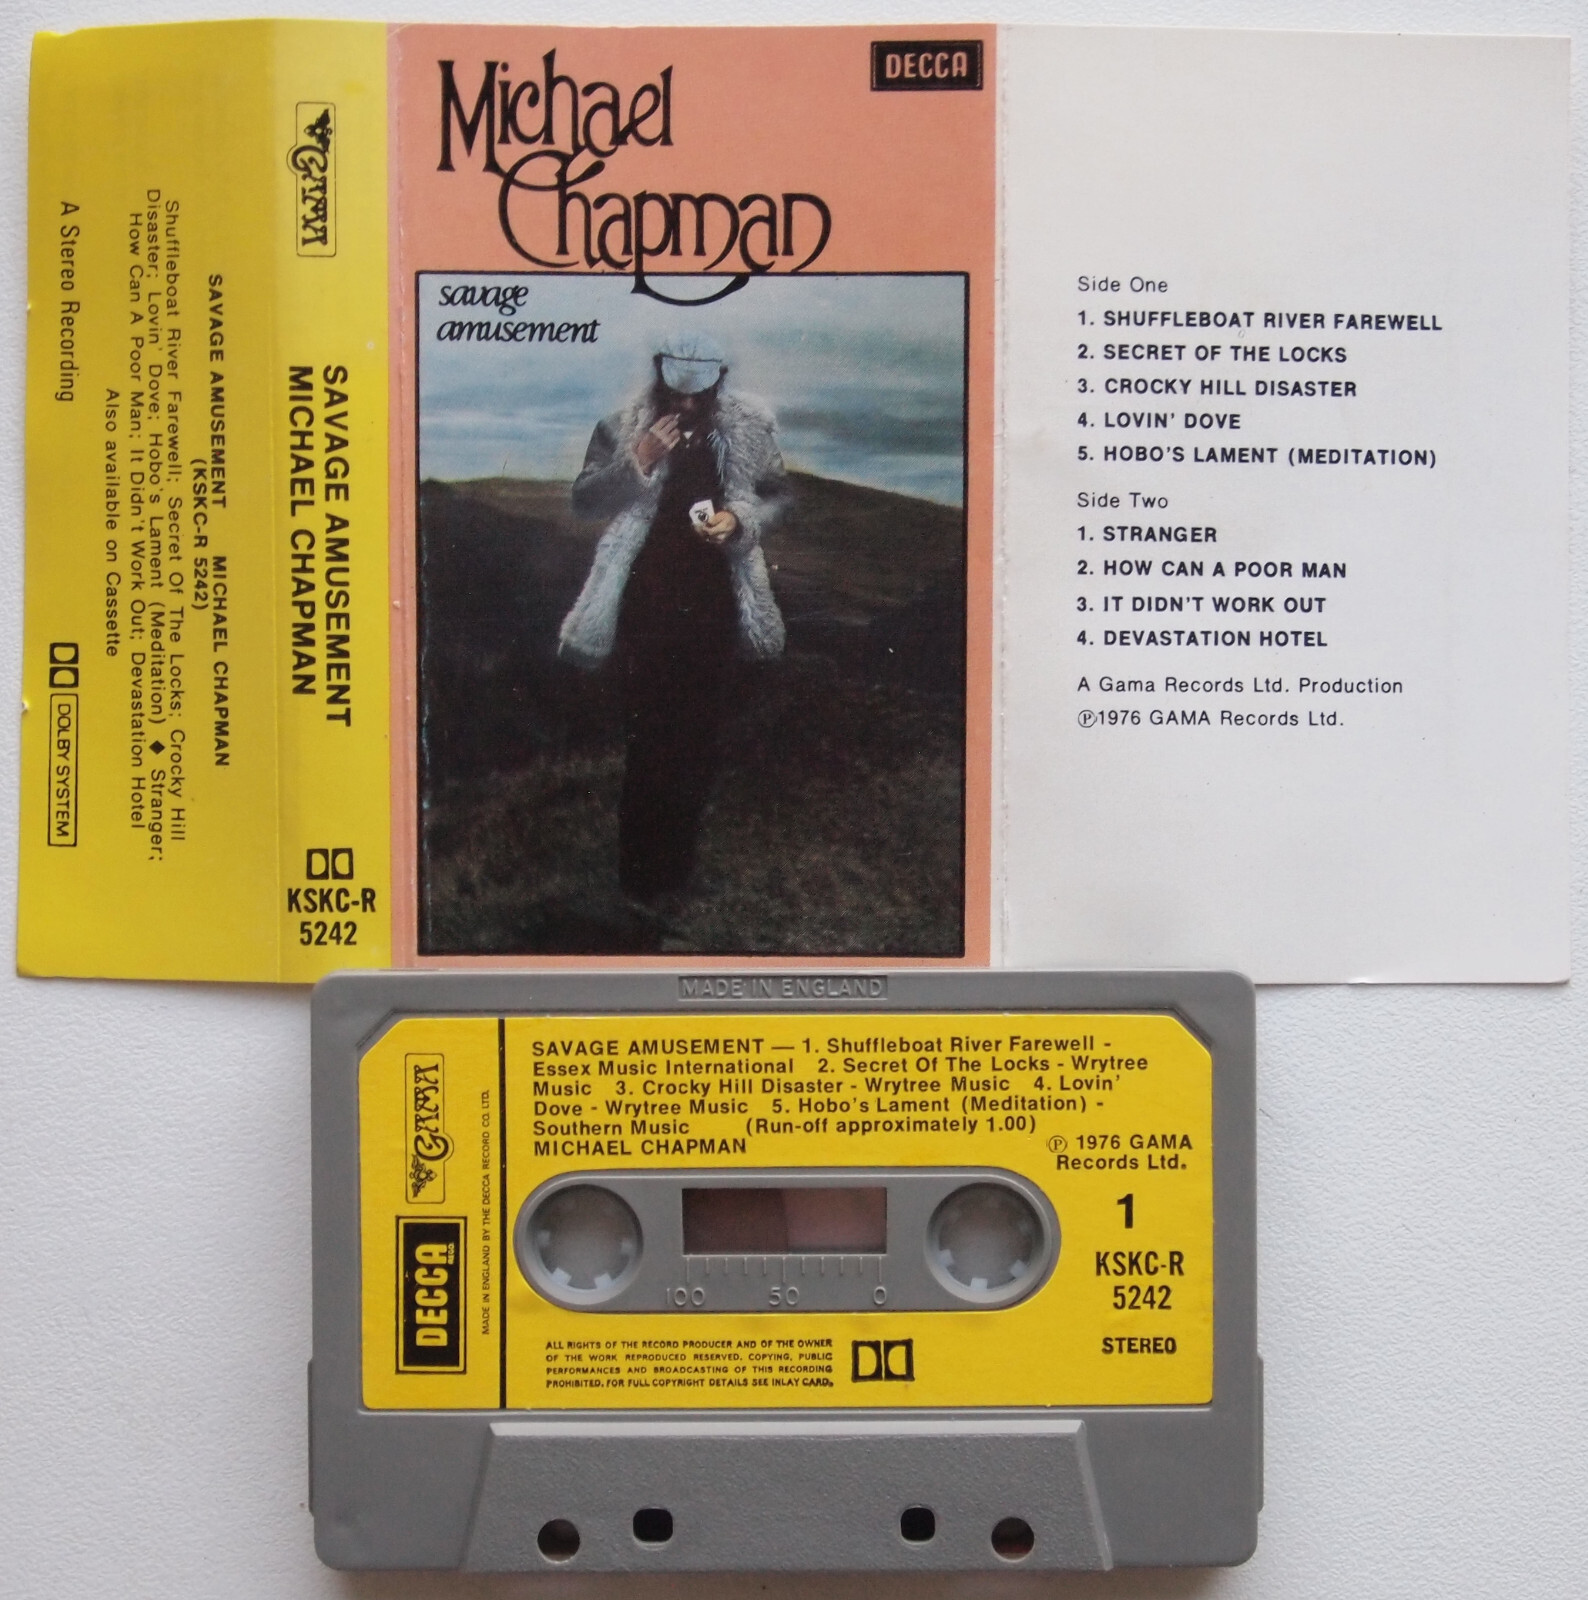 SAVAGE AMUSEMENT MICHAEL CHAPMAN
(KSKC-R 5242)
Shuffleboat River Farewell; Secret Of The Locks; Crocky Hill
Disaster; Lovin' Dove; Hobo's Lament (Meditation) ◆ Stranger;
How Can A Poor Man; It Didn't Work Out; Devastation Hotel
Also available on Cassette
A Stereo Recording
DOLBY SYSTEM
GAMA
SAVAGE AMUSEMENT
MICHAEL CHAPMAN
KSKC-R
5242
Michael
Chapman
DECCA
savage
amusement
Side One
1. SHUFFLEBOAT RIVER FAREWELL
2. SECRET OF THE LOCKS
3. CROCKY HILL DISASTER
4. LOVIN' DOVE
5. HOBO'S LAMENT (MEDITATION)
Side Two
1. STRANGER
2. HOW CAN A POOR MAN
3. IT DIDN'T WORK OUT
4. DEVASTATION HOTEL
A Gama Records Ltd. Production
℗1976 GAMA Records Ltd.
MADE IN ENGLAND
GAMA
DECCA
MADE IN ENGLAND BY THE DECCA RECORD CO. LTD.
SAVAGE AMUSEMENT — 1. Shuffleboat River Farewell -
Essex Music International 2. Secret Of The Locks - Wrytree
Music 3. Crocky Hill Disaster - Wrytree Music 4. Lovin'
Dove - Wrytree Music 5. Hobo's Lament (Meditation) -
Southern Music (Run-off approximately 1.00)
MICHAEL CHAPMAN
℗ 1976 GAMA
Records Ltd.
1
KSKC-R
5242
STEREO
100 50 0
ALL RIGHTS OF THE RECORD PRODUCER AND OF THE OWNER
OF THE WORK REPRODUCED RESERVED. COPYING, PUBLIC
PERFORMANCES AND BROADCASTING OF THIS RECORDING
PROHIBITED. FOR FULL COPYRIGHT DETAILS SEE INLAY CARD.